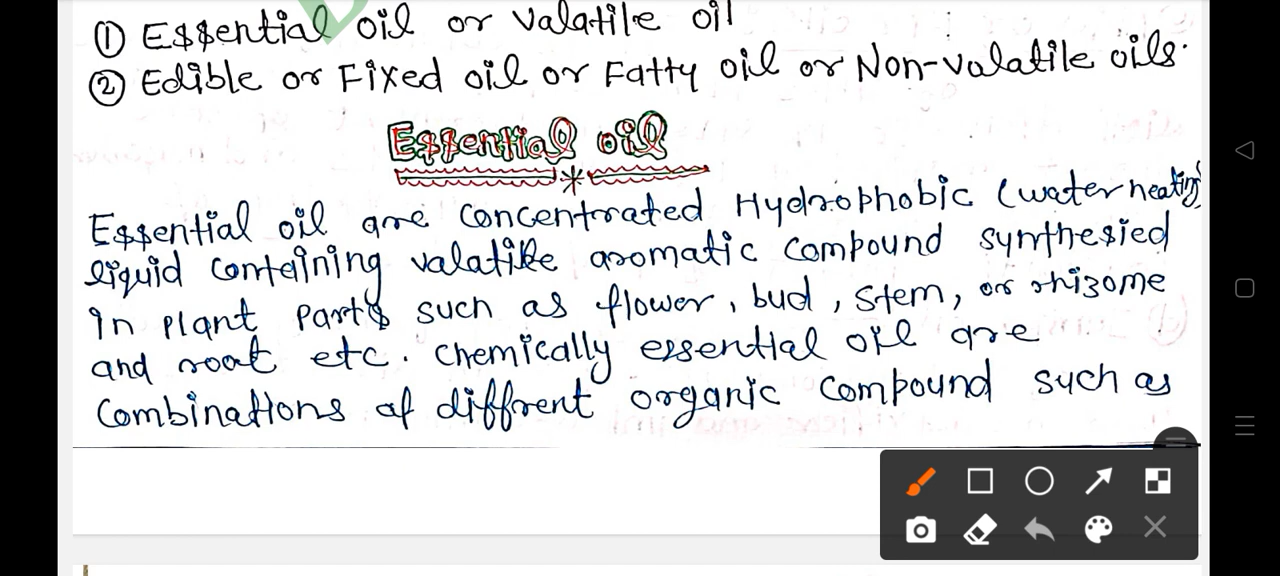 ① Essential oil or Valatile oil
② Edible or Fixed oil or Fatty oil or Non-valatile oils.
Essential oil
Essential oil are concentrated Hydrophobic (water heating)
liquid containing valatile aromatic compound synthesied
in plant parts such as flower, bud, stem, or rhizome
and root etc. chemically essential oil are
combinations of diffrent organic compound such as